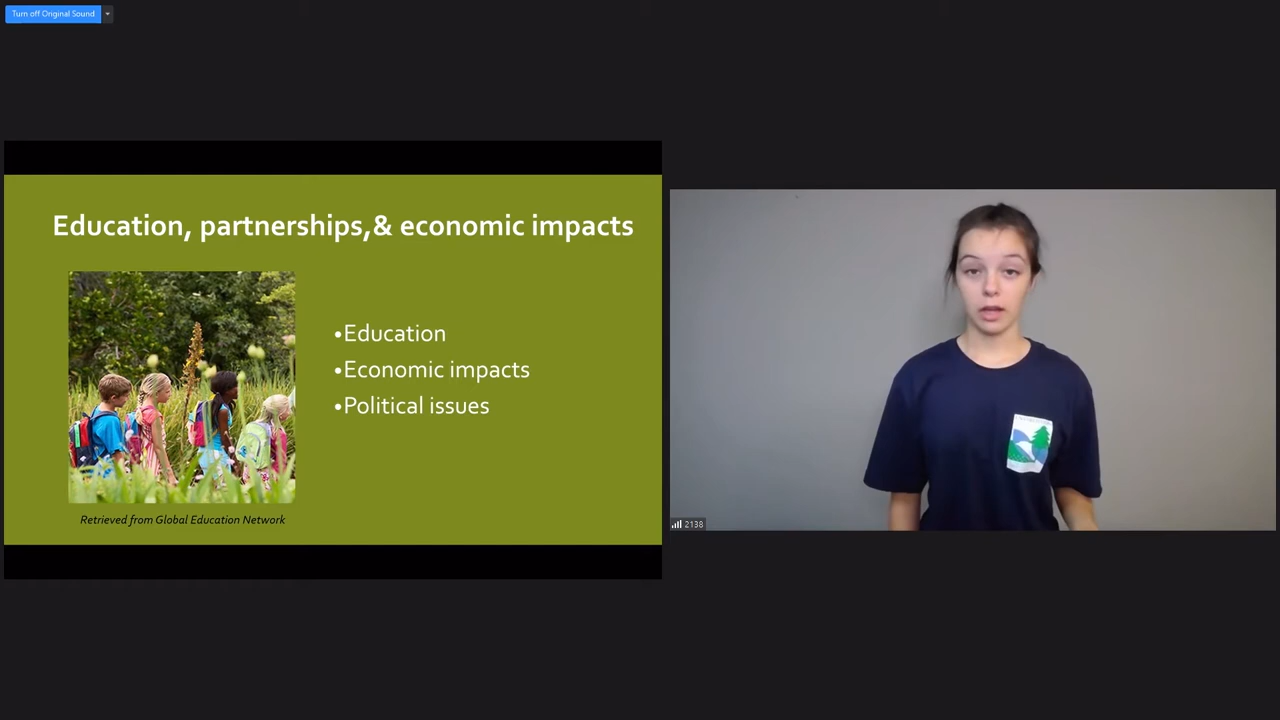 Turn off Original Sound
Education, partnerships,& economic impacts
•Education
•Economic impacts
•Political issues
Retrieved from Global Education Network
2138